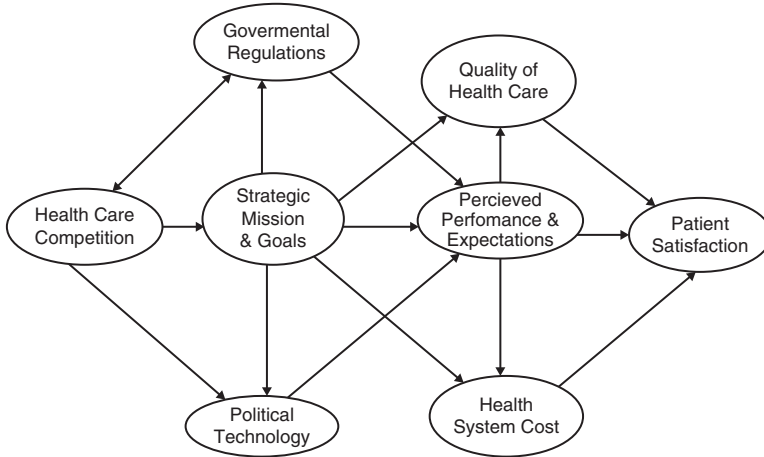 Govermental
Regulations
Quality of
Health Care
Health Care
Competition
Strategic
Mission
& Goals
Percieved
Perfomance &
Expectations
Patient
Satisfaction
Political
Technology
Health
System Cost